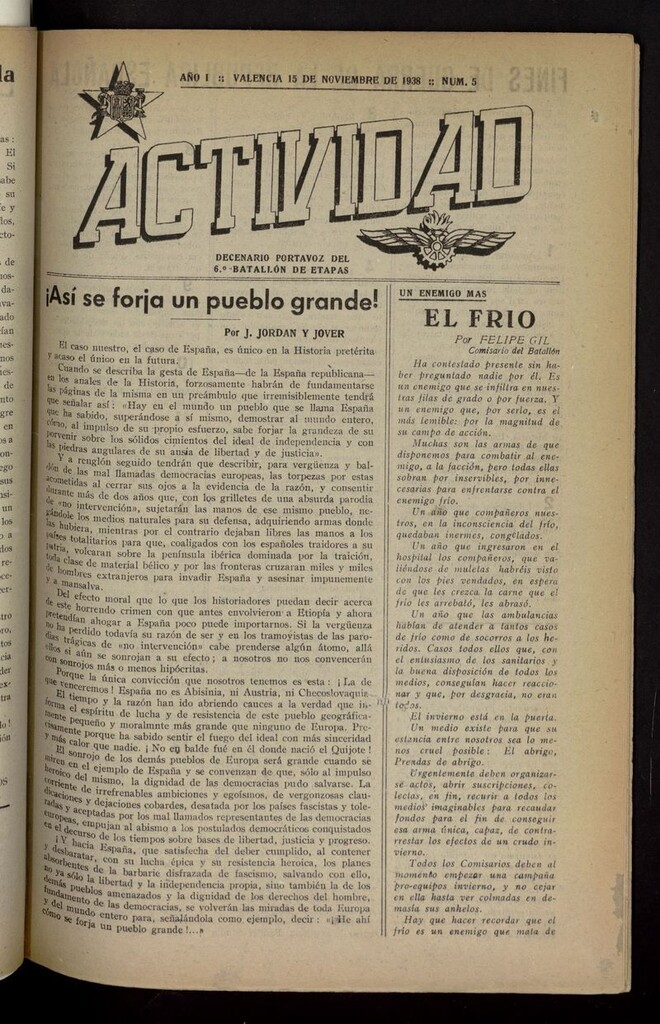 AÑO I :: VALENCIA 15 DE NOVIEMBRE DE 1938 :: NUM. 5
ACTIVIDAD
DECENARIO PORTAVOZ DEL
6.º BATALLÓN DE ETAPAS
¡Así se forja un pueblo grande!
Por J. JORDAN Y JOVER
El caso nuestro, el caso de España, es único en la Historia pretérita
y acaso el único en la futura.
Cuando se describa la gesta de España—de la España republicana—
en los anales de la Historia, forzosamente habrán de fundamentarse
las páginas de la misma en un preámbulo que irremisiblemente tendrá
que señalar así: «Hay en el mundo un pueblo que se llama España
que ha sabido, superándose a sí mismo, demostrar al mundo entero,
cómo, al impulso de su propio esfuerzo, sabe forjar la grandeza de su
porvenir sobre los sólidos cimientos del ideal de independencia y con
las piedras angulares de su ansia de libertad y de justicia».
Y a renglón seguido tendrán que describir, para vergüenza y bal-
dón de las mal llamadas democracias europeas, las torpezas por estas
acometidas al cerrar sus ojos a la evidencia de la razón, y consentir
durante más de dos años que, con los grilletes de una absurda parodia
de «no intervención», sujetarán las manos de ese mismo pueblo, ne-
gándole los medios naturales para su defensa, adquiriendo armas donde
las hubiera, mientras por el contrario dejaban libres las manos a los
países totalitarios para que, coaligados con los españoles traidores a su
patria, volcaran sobre la península ibérica dominada por la traición,
toda clase de material bélico y por las fronteras cruzaran miles y miles
de hombres extranjeros para invadir España y asesinar impunemente
y a mansalva.
Del efecto moral que lo que los historiadores puedan decir acerca
de este horrendo crimen con que antes envolvieron a Etiopía y ahora
pretendían ahogar a España poco puede importarnos. Si la vergüenza
no ha perdido todavía su razón de ser y en los tramoyistas de las paro-
dias trágicas de «no intervención» cabe prenderse algún átomo, allá
ellos si aún se sonrojan a su efecto; a nosotros no nos convencerán
con sonrojos más o menos hipócritas.
Porque la única convicción que nosotros tenemos es esta: ¡La de
que venceremos! España no es Abisinia, ni Austria, ni Checoslovaquia.
El tiempo y la razón han ido abriendo cauces a la verdad que in-
forma el espíritu de lucha y de resistencia de este pueblo geográfica-
mente pequeño y moralmnte más grande que ninguno de Europa. Pre-
cisamente porque ha sabido sentir el fuego del ideal con más sinceridad
y más calor que nadie. ¡No en balde fué en él donde nació el Quijote!
El sonrojo de los demás pueblos de Europa será grande cuando se
miren en el ejemplo de España y se convenzan de que, sólo al impulso
heroico del mismo, la dignidad de las democracias pudo salvarse. La
corriente de irrefrenables ambiciones y egoísmos, de vergonzosas clau-
dicaciones y dejaciones cobardes, desatada por los países fascistas y tole-
radas y aceptadas por los mal llamados representantes de las democracias
europeas, empujan al abismo a los postulados democráticos conquistados
en el decurso de los tiempos sobre bases de libertad, justicia y progreso.
¡Y hacia España, que satisfecha del deber cumplido, al contener
y desbaratar, con su lucha épica y su resistencia heroica, los planes
absorbentes de la barbarie disfrazada de fascismo, salvando con ello,
no ya sólo la libertad y la independencia propia, sino también la de los
demás pueblos amenazados y la dignidad de los derechos del hombre,
fundamento de las democracias, se volverán las miradas de toda Europa
y del mundo entero para, señalándola como ejemplo, decir: «¡He ahí
cómo se forja un pueblo grande!...»
UN ENEMIGO MAS
EL FRIO
Por FELIPE GIL
Comisario del Batallón
Ha contestado presente sin ha-
ber preguntado nadie por él. Es
un enemigo que se infiltra en nues-
tras filas de grado o por fuerza. Y
un enemigo que, por serlo, es el
más temible: por la magnitud de
su campo de acción.
Muchas son las armas de que
disponemos para combatir al ene-
migo, a la facción, pero todas ellas
sobran por inservibles, por inne-
cesarias para enfrentarse contra el
enemigo frío.
Un año que compañeros nues-
tros, en la inconsciencia del frío,
quedaban inermes, congelados.
Un año que ingresaron en el
hospital los compañeros, que va-
liéndose de muletas habréis visto
con los pies vendados, en espera
de que les crezca la carne que el
frío les arrebató, les abrasó.
Un año que las ambulancias
habían de atender a tantos casos
de frío como de socorros a los he-
ridos. Casos todos ellos que, con
el entusiasmo de los sanitarios y
la buena disposición de todos los
medios, conseguían hacer reaccio-
nar y que, por desgracia, no eran
todos.
El invierno está en la puerta.
Un medio existe para que su
estancia entre nosotros sea lo me-
nos cruel posible: El abrigo,
Prendas de abrigo.
Urgentemente deben organizar-
se actos, abrir suscripciones, co-
lectas, en fin, recurir a todos los
medios imaginables para recaudar
fondos para el fin de conseguir
esa arma única, capaz, de contra-
rrestar los efectos de un crudo in-
vierno.
Todos los Comisarios deben al
momento empezar una campaña
pro-equipos invierno, y no cejar
en ella hasta ver colmadas en de-
masía sus anhelos.
Hay que hacer recordar que el
frío es un enemigo que mata de